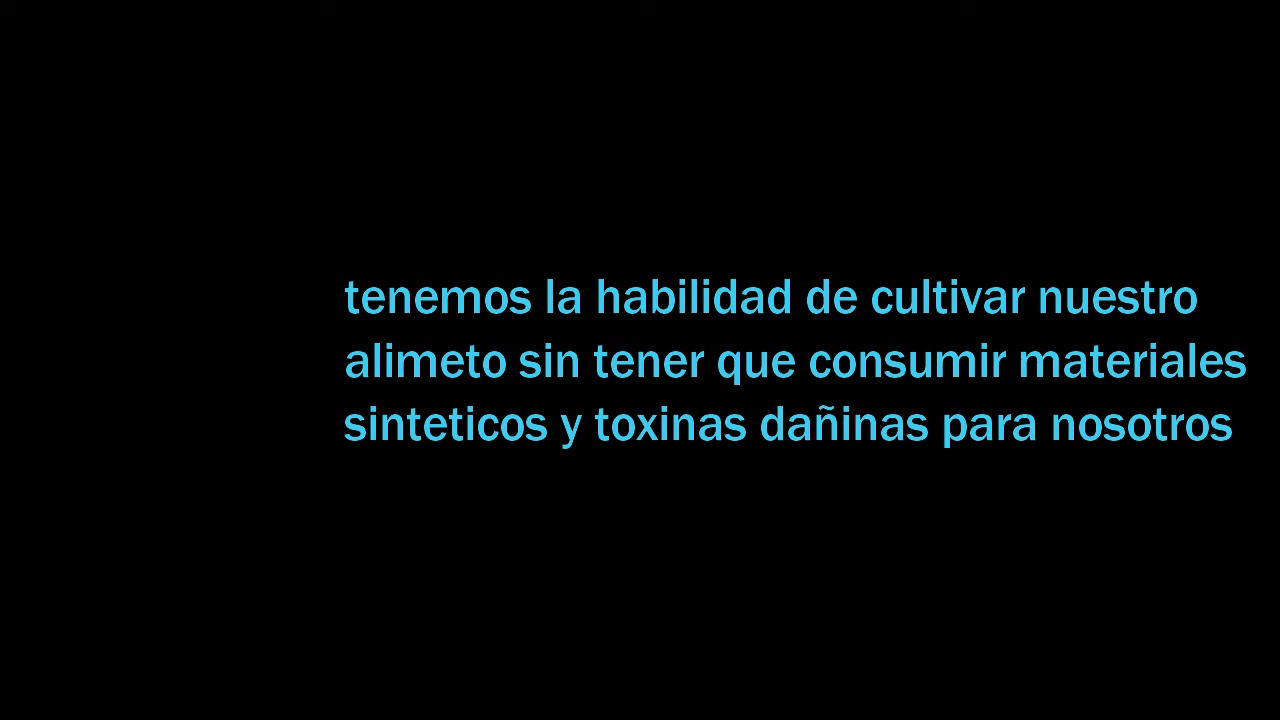 tenemos la habilidad de cultivar nuestro
alimeto sin tener que consumir materiales
sinteticos y toxinas dañinas para nosotros